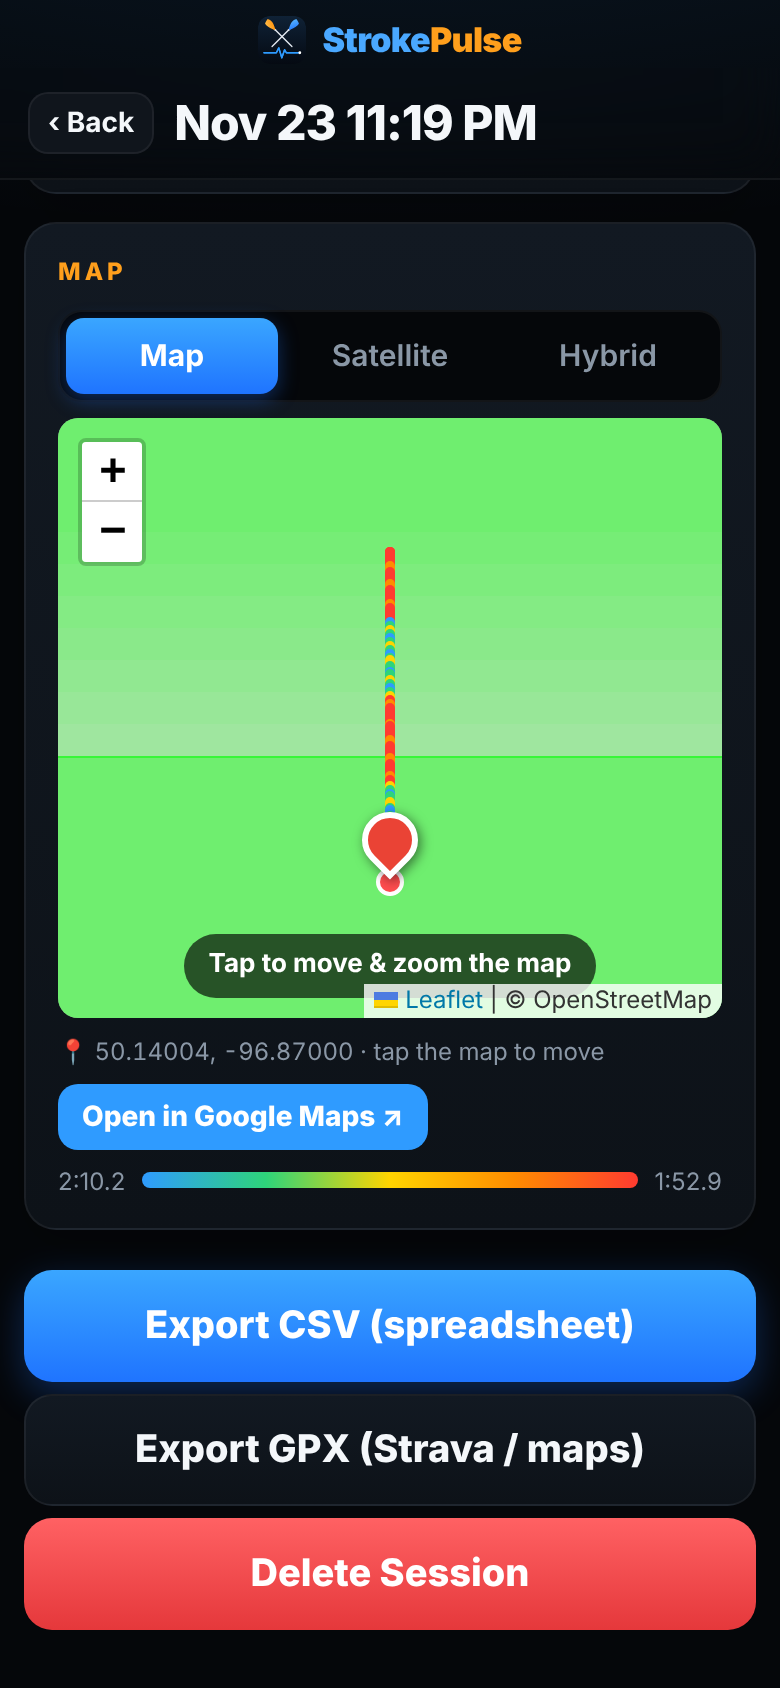 StrokePulse
‹ Back
Nov 23 11:19 PM
MAP
Map
Satellite
Hybrid
+
−
Tap to move & zoom the map
Leaflet | © OpenStreetMap
📍 50.14004, -96.87000 · tap the map to move
Open in Google Maps ↗
2:10.2
1:52.9
Export CSV (spreadsheet)
Export GPX (Strava / maps)
Delete Session